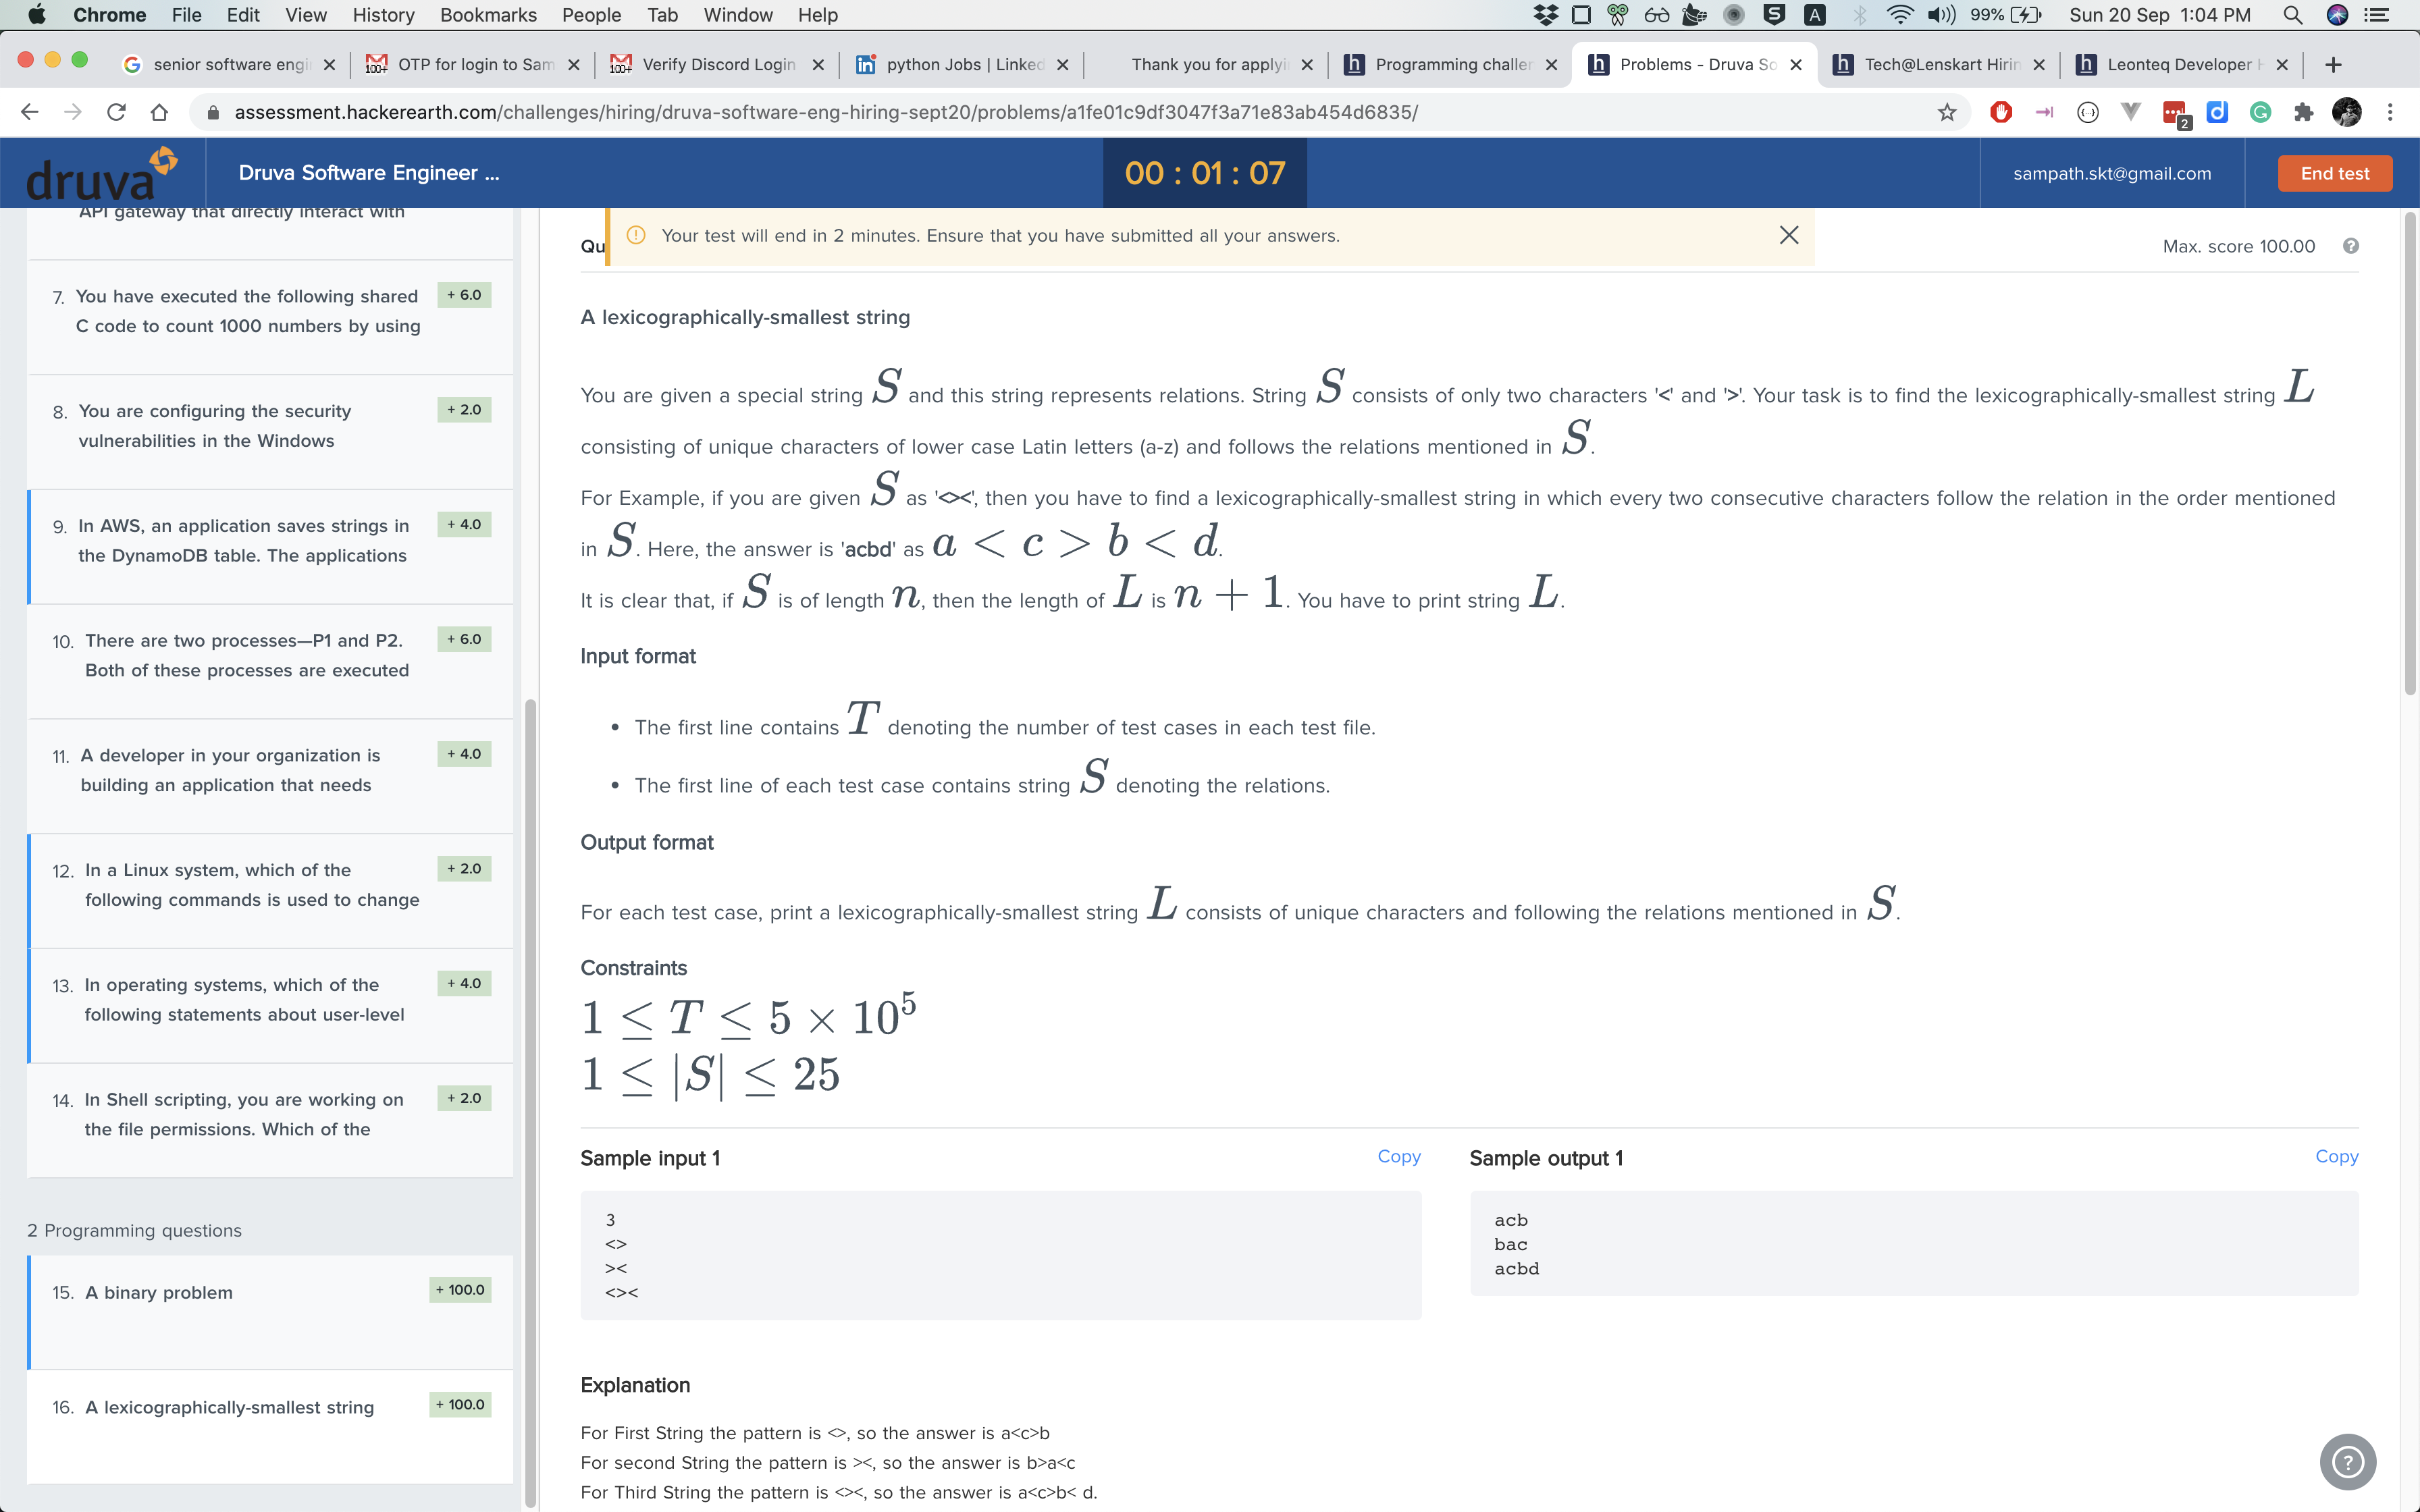 Chrome File Edit View History Bookmarks People Tab Window Help 99% Sun 20 Sep 1:04 PM
senior software engi OTP for login to Sam Verify Discord Login python Jobs | Linked Thank you for applyi Programming challen Problems - Druva So Tech@Lenskart Hirin Leonteq Developer H
assessment.hackerearth.com/challenges/hiring/druva-software-eng-hiring-sept20/problems/a1fe01c9df3047f3a71e83ab454d6835/
druva Druva Software Engineer ... 00 : 01 : 07 sampath.skt@gmail.com End test
API gateway that directly interact with
7. You have executed the following shared + 6.0
C code to count 1000 numbers by using
8. You are configuring the security + 2.0
vulnerabilities in the Windows
9. In AWS, an application saves strings in + 4.0
the DynamoDB table. The applications
10. There are two processes—P1 and P2. + 6.0
Both of these processes are executed
11. A developer in your organization is + 4.0
building an application that needs
12. In a Linux system, which of the + 2.0
following commands is used to change
13. In operating systems, which of the + 4.0
following statements about user-level
14. In Shell scripting, you are working on + 2.0
the file permissions. Which of the
2 Programming questions
15. A binary problem + 100.0
16. A lexicographically-smallest string + 100.0
Qu
Your test will end in 2 minutes. Ensure that you have submitted all your answers.
Max. score 100.00
A lexicographically-smallest string
You are given a special string S and this string represents relations. String S consists of only two characters '<' and '>'. Your task is to find the lexicographically-smallest string L
consisting of unique characters of lower case Latin letters (a-z) and follows the relations mentioned in S.
For Example, if you are given S as '<><', then you have to find a lexicographically-smallest string in which every two consecutive characters follow the relation in the order mentioned
in S. Here, the answer is 'acbd' as a < c > b < d.
It is clear that, if S is of length n, then the length of L is n + 1. You have to print string L.
Input format
• The first line contains T denoting the number of test cases in each test file.
• The first line of each test case contains string S denoting the relations.
Output format
For each test case, print a lexicographically-smallest string L consists of unique characters and following the relations mentioned in S.
Constraints
1 ≤ T ≤ 5 × 10⁵
1 ≤ |S| ≤ 25
Sample input 1 Copy
3
<>
><
<><
Sample output 1 Copy
acb
bac
acbd
Explanation
For First String the pattern is <>, so the answer is a<c>b
For second String the pattern is ><, so the answer is b>a<c
For Third String the pattern is <><, so the answer is a<c>b< d.